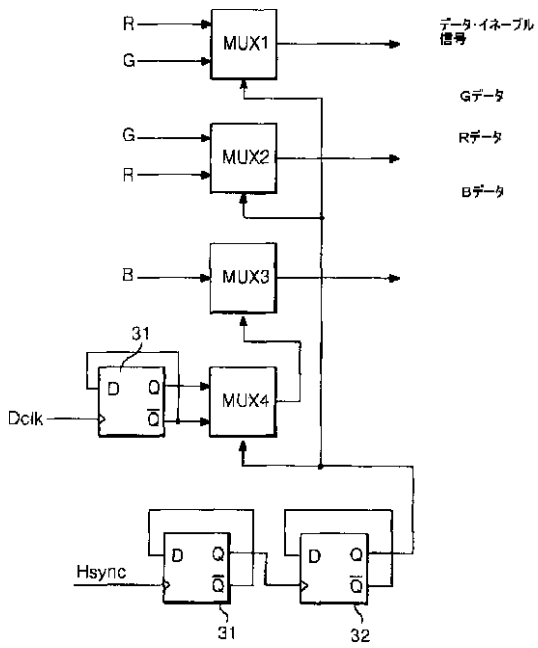 R
G
MUX1
データ・イネーブル
信号
Gデータ
G
R
MUX2
Rデータ
Bデータ
B
MUX3
31
D
Q
Q̅
Dclk
MUX4
D
Q
Q̅
Hsync
31
D
Q
Q̅
32